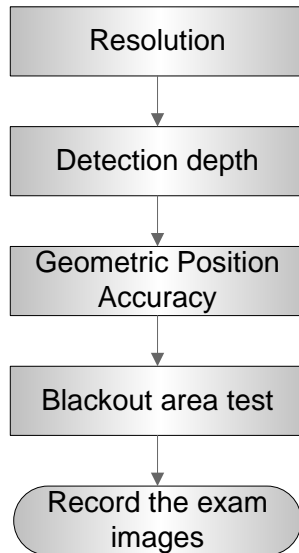 Resolution
Detection depth
Geometric Position
Accuracy
Blackout area test
Record the exam
images